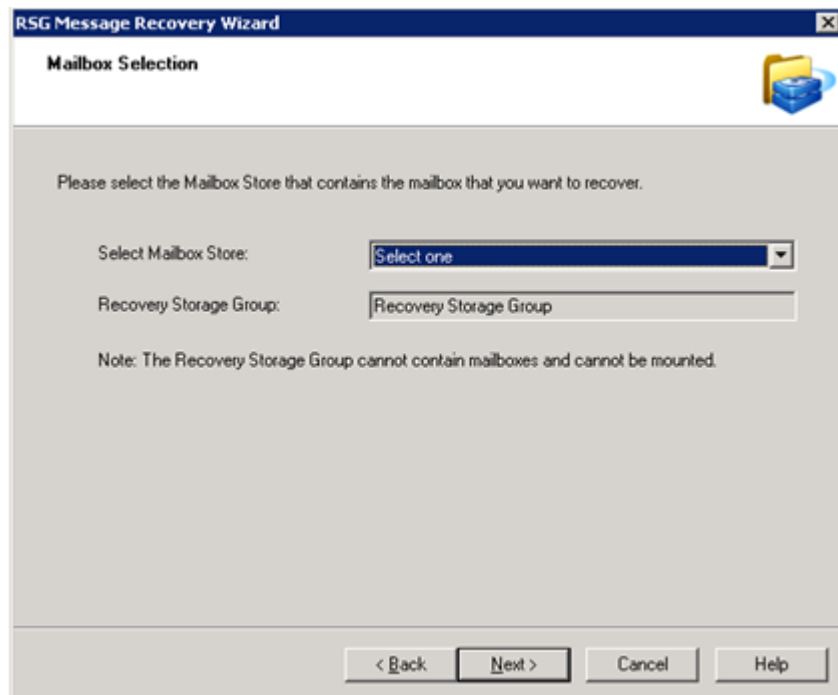 RSG Message Recovery Wizard
Mailbox Selection
Please select the Mailbox Store that contains the mailbox that you want to recover.
Select Mailbox Store:
Select one
Recovery Storage Group:
Recovery Storage Group
Note: The Recovery Storage Group cannot contain mailboxes and cannot be mounted.
< Back
Next >
Cancel
Help